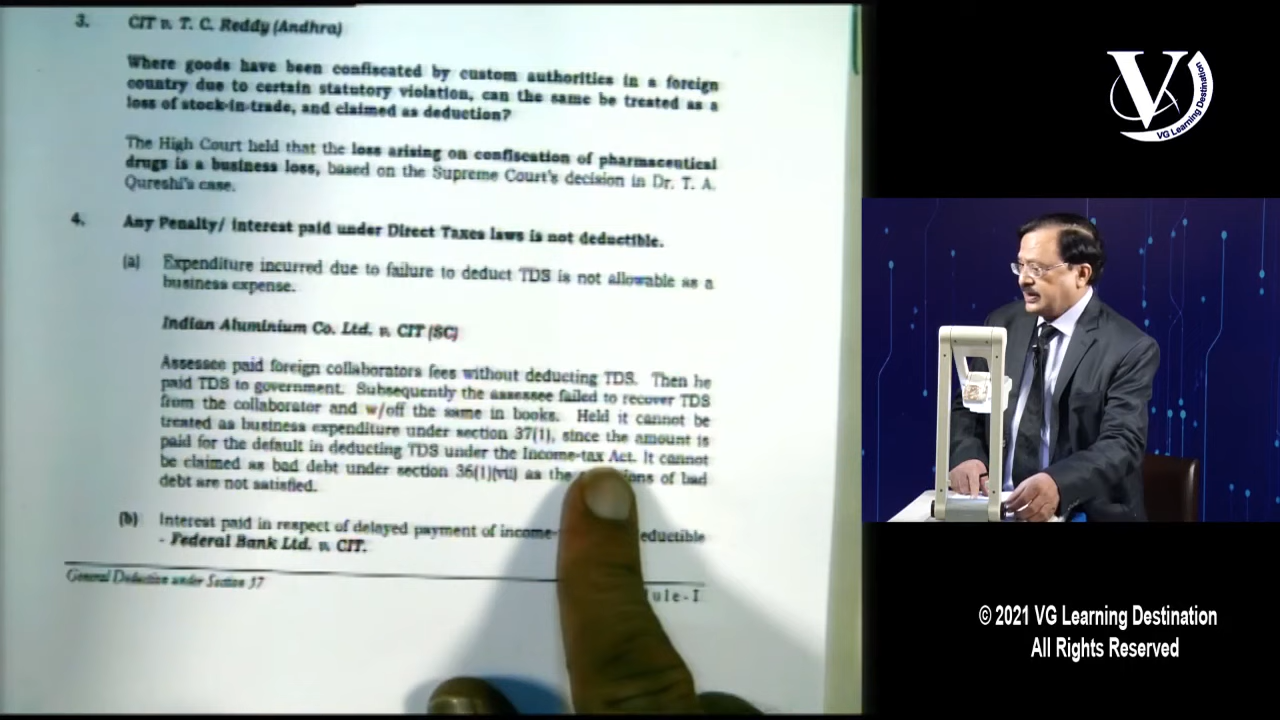 3. CIT v. T. C. Reddy (Andhra)
Where goods have been confiscated by custom authorities in a foreign
country due to certain statutory violation, can the same be treated as a
loss of stock-in-trade, and claimed as deduction?
The High Court held that the loss arising on confiscation of pharmaceutical
drugs is a business loss, based on the Supreme Court's decision in Dr. T. A.
Qureshi's case.
4. Any Penalty/ interest paid under Direct Taxes laws is not deductible.
(a) Expenditure incurred due to failure to deduct TDS is not allowable as a
business expense.
Indian Aluminium Co. Ltd. v. CIT (SC)
Assessee paid foreign collaborators fees without deducting TDS. Then he
paid TDS to government. Subsequently the assessee failed to recover TDS
from the collaborator and w/off the same in books. Held it cannot be
treated as business expenditure under section 37(1), since the amount is
paid for the default in deducting TDS under the Income-tax Act. It cannot
be claimed as bad debt under section 36(1)(vii) as the of bad
debt are not satisfied.
(b) Interest paid in respect of delayed payment of income- eductible
- Federal Bank Ltd. v. CIT.
General Deduction under Section 37
ule-I
V
VG Learning Destination
© 2021 VG Learning Destination
All Rights Reserved